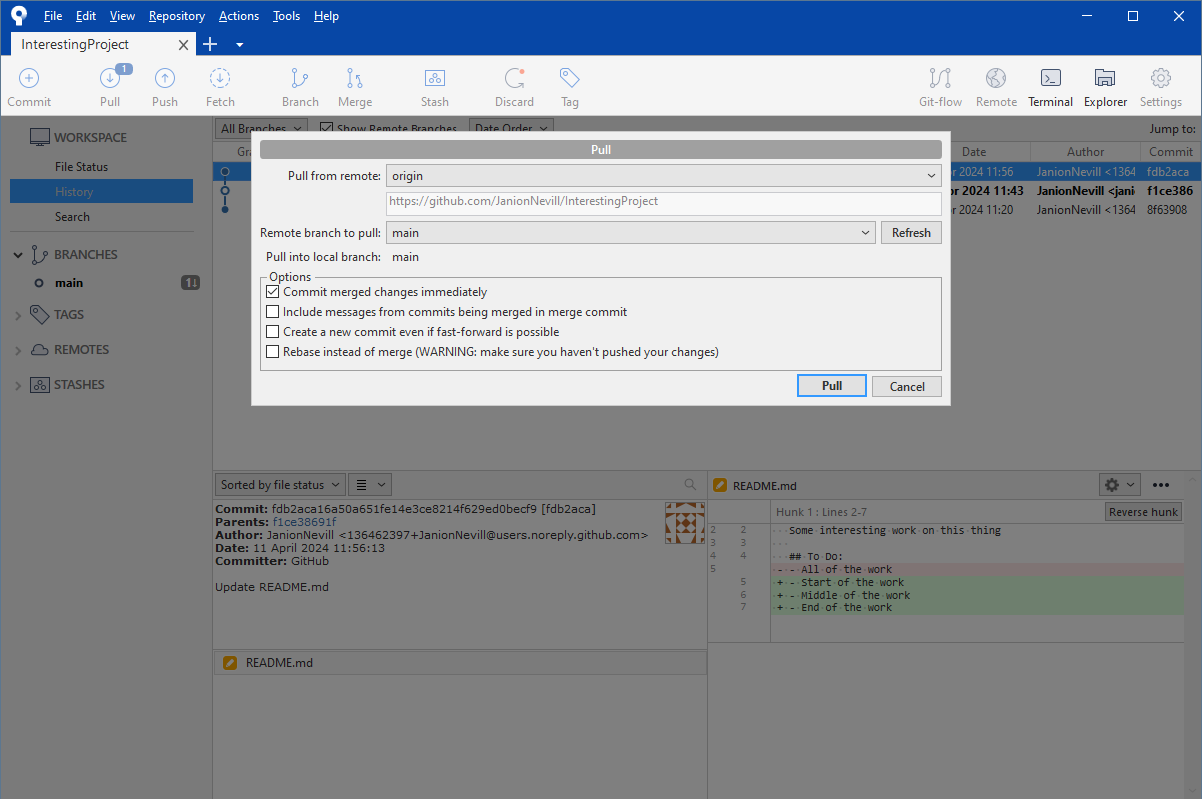 File Edit View Repository Actions Tools Help
InterestingProject
1
Commit Pull Push Fetch Branch Merge Stash Discard Tag Git-flow Remote Terminal Explorer Settings
WORKSPACE
File Status
History
Search
BRANCHES
main 1
TAGS
REMOTES
STASHES
All Branches Show Remote Branches Date Order Jump to:
Date Author Commit
2024 11:56 JanionNevill <1364 fdb2aca
2024 11:43 JanionNevill <jani f1ce386
2024 11:20 JanionNevill <1364 8f63908
Pull
Pull from remote: origin
https://github.com/JanionNevill/InterestingProject
Remote branch to pull: main Refresh
Pull into local branch: main
Options
Commit merged changes immediately
Include messages from commits being merged in merge commit
Create a new commit even if fast-forward is possible
Rebase instead of merge (WARNING: make sure you haven't pushed your changes)
Pull Cancel
Sorted by file status
Commit: fdb2aca16a50a651fe14e3ce8214f629ed0becf9 [fdb2aca]
Parents: f1ce38691f
Author: JanionNevill <136462397+JanionNevill@users.noreply.github.com>
Date: 11 April 2024 11:56:13
Committer: GitHub
Update README.md
README.md
README.md
Hunk 1 : Lines 2-7 Reverse hunk
2 2 Some interesting work on this thing
3 3
4 4 ## To Do:
5 - - All of the work
5 + - Start of the work
6 + - Middle of the work
7 + - End of the work